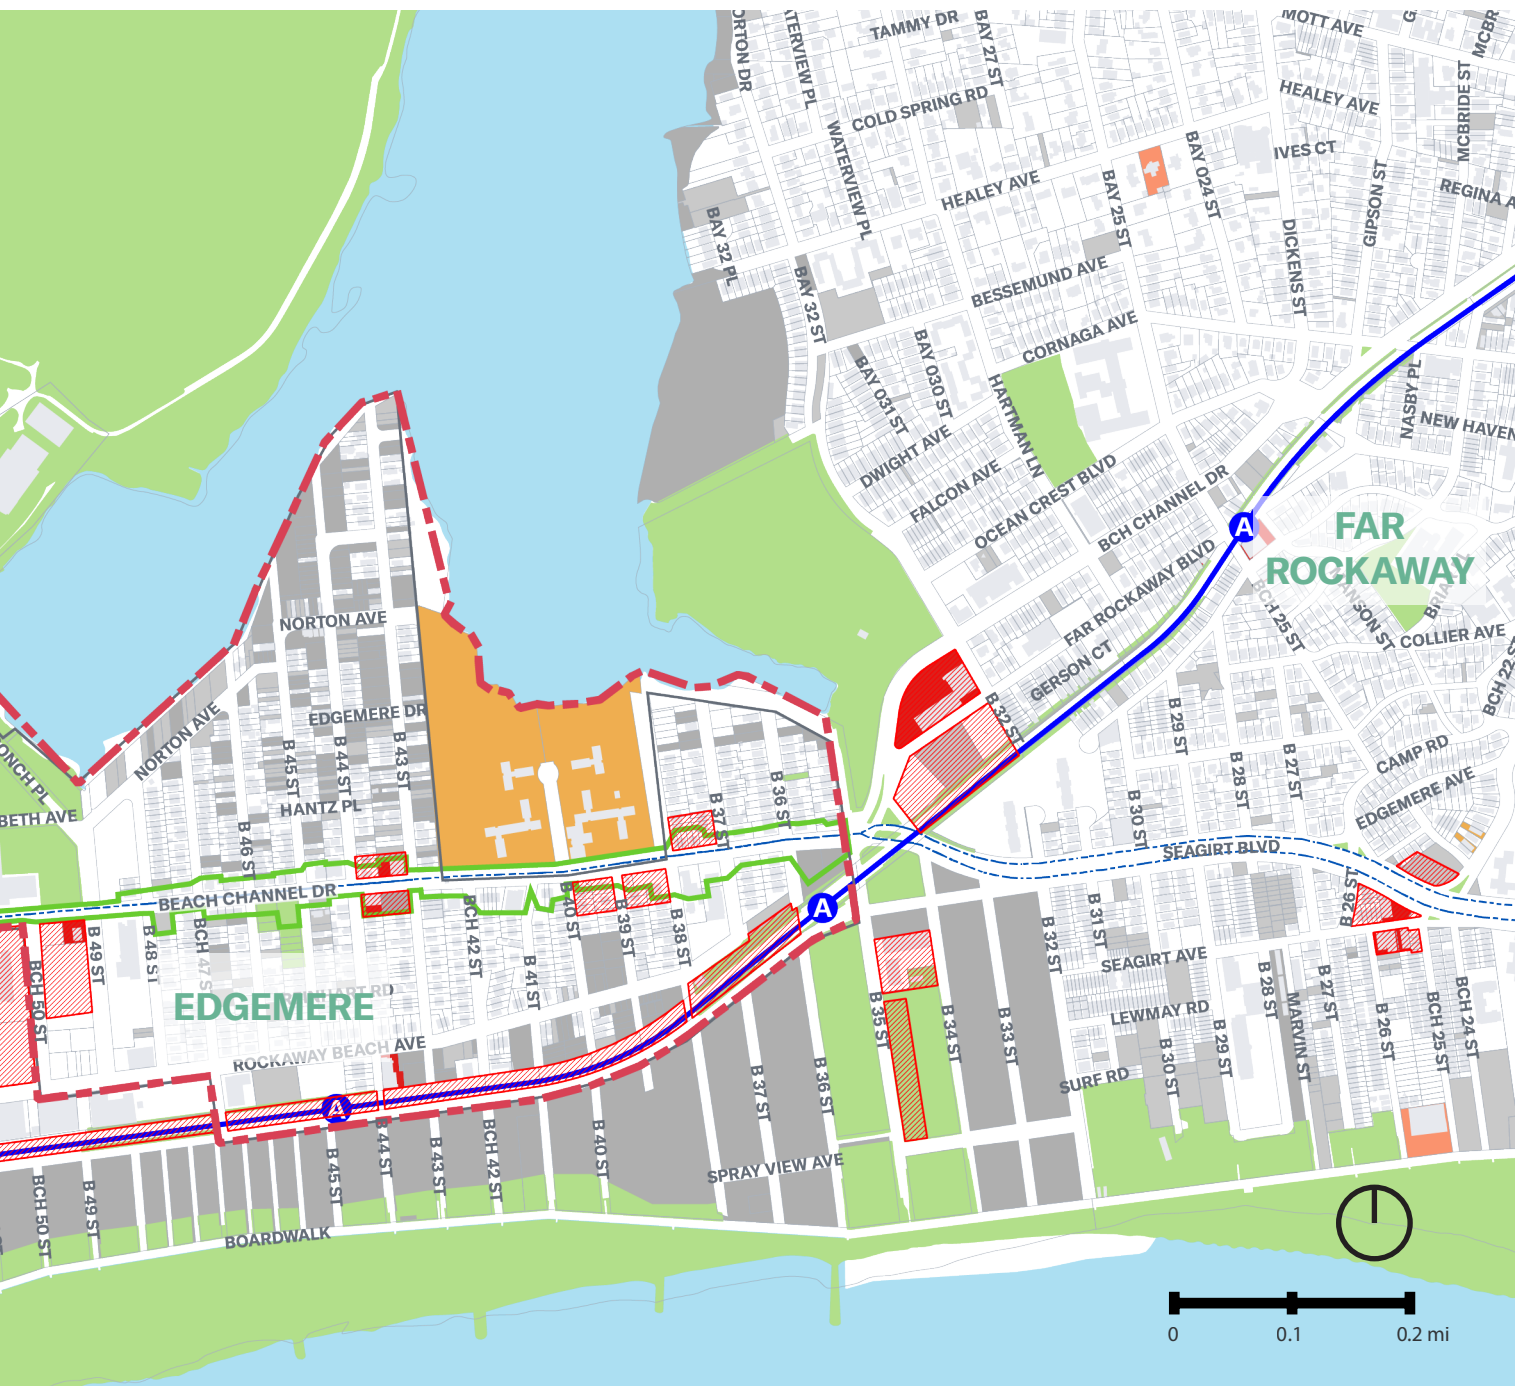 TAMMY DR
BAY 27 ST
MOTT AVE
COLD SPRING RD
HEALEY AVE
MCBRIDE ST
WATERVIEW PL
IVES CT
HEALEY AVE
BAY 25 ST
BAY 024 ST
GIPSON ST
REGINA A
BAY 32 PL
DICKENS ST
BESSEMUND AVE
BAY 32 ST
CORNAGA AVE
BAY 031 ST
BAY 030 ST
HARTMAN LN
NASBY PL
NEW HAVEN
DWIGHT AVE
FALCON AVE
OCEAN CREST BLVD
BCH CHANNEL DR
A
FAR
ROCKAWAY
FAR ROCKAWAY BLVD
BCH 25 ST
COLLIER AVE
GERSON CT
BCH 22 ST
NORTON AVE
EDGEMERE DR
NORTON AVE
B 45 ST
B 44 ST
B 43 ST
HANTZ PL
B 46 ST
B 37 ST
B 36 ST
B 32 ST
B 29 ST
B 28 ST
B 27 ST
CAMP RD
EDGEMERE AVE
B 30 ST
SEAGIRT BLVD
BETH AVE
BEACH CHANNEL DR
A
BCH 50 ST
B 49 ST
B 48 ST
BCH 47 S
BCH 42 ST
B 41 ST
B 40 ST
B 39 ST
B 38 ST
B 32 ST
B 31 ST
B 26 ST
SEAGIRT AVE
EDGEMERE
ROCKAWAY BEACH AVE
B 35 ST
B 34 ST
B 33 ST
LEWMAY RD
B 28 ST
MARVIN ST
B 27 ST
B 26 ST
BCH 25 ST
BCH 24 ST
B 29 ST
B 30 ST
SURF RD
A
B 37 ST
B 36 ST
BCH 50 ST
B 49 ST
B 45 ST
B 44 ST
B 43 ST
BCH 42 ST
B 40 ST
SPRAY VIEW AVE
BOARDWALK
0
0.1
0.2 mi